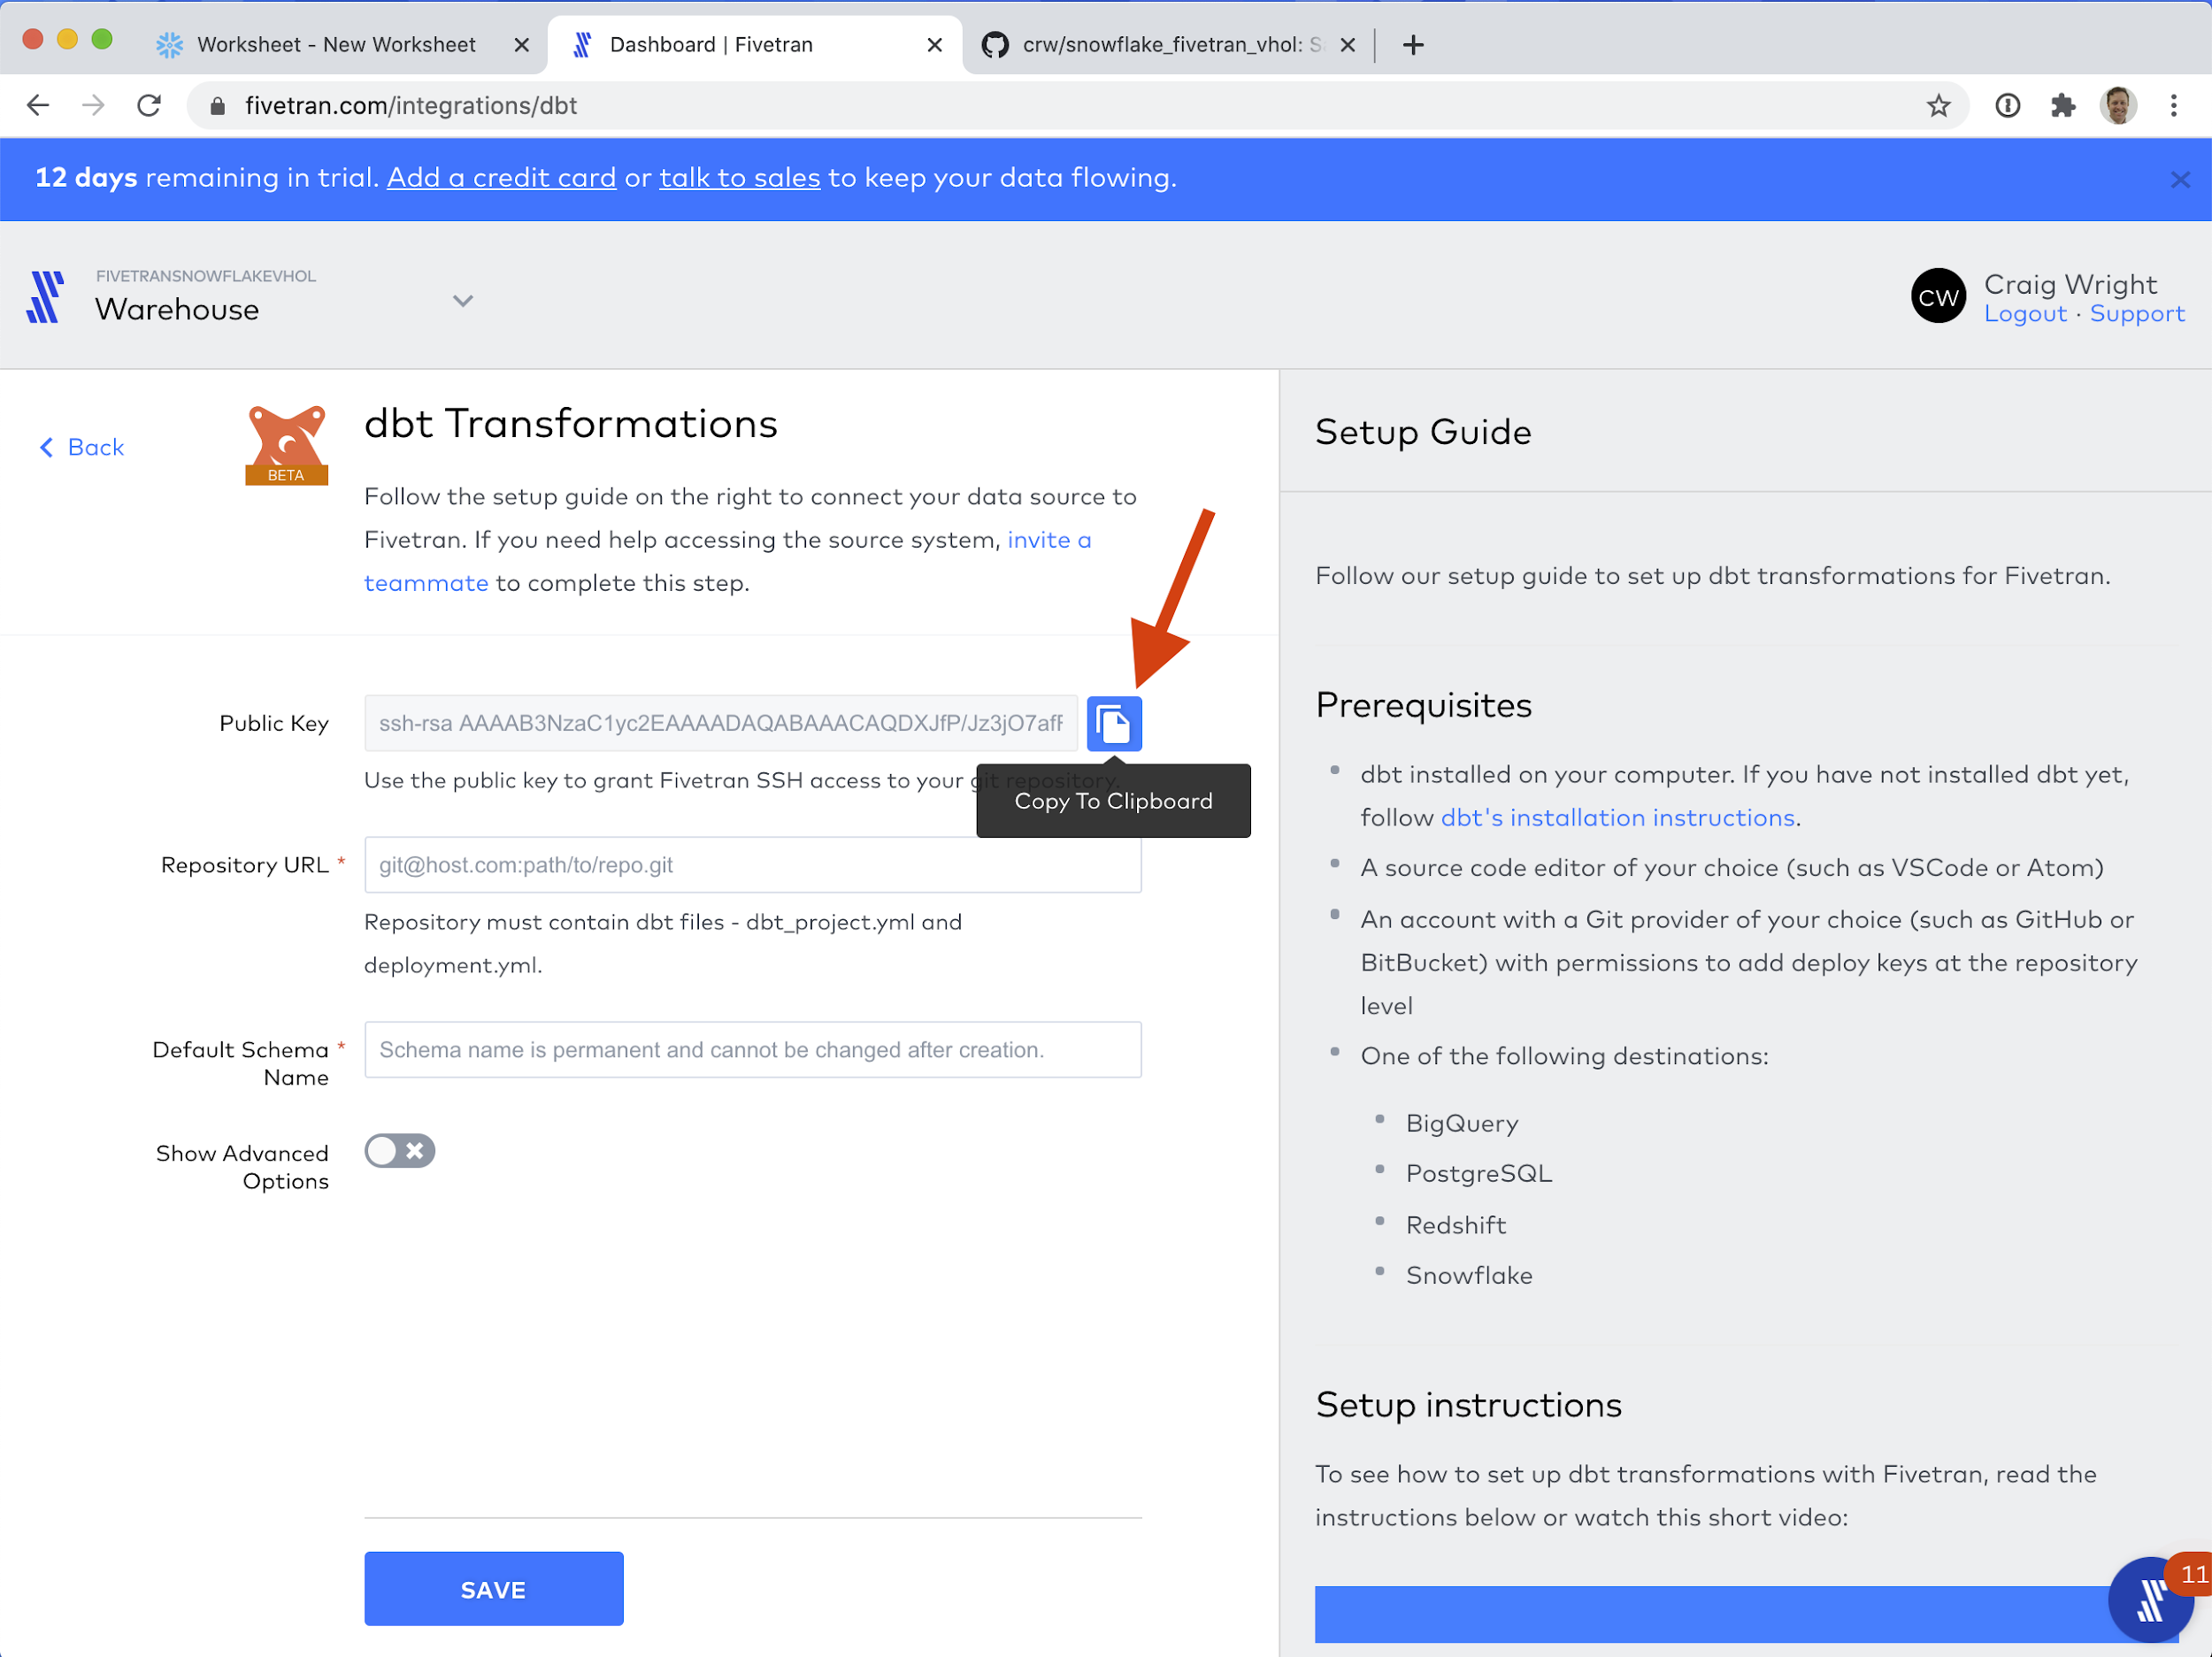 Worksheet - New Worksheet
Dashboard | Fivetran
crw/snowflake_fivetran_vhol: S
fivetran.com/integrations/dbt
12 days remaining in trial. Add a credit card or talk to sales to keep your data flowing.
FIVETRANSNOWFLAKEVHOL
Warehouse
CW
Craig Wright
Logout · Support
Back
BETA
dbt Transformations
Follow the setup guide on the right to connect your data source to
Fivetran. If you need help accessing the source system, invite a
teammate to complete this step.
Public Key
ssh-rsa AAAAB3NzaC1yc2EAAAADAQABAAACAQDXJfP/Jz3jO7afF
Use the public key to grant Fivetran SSH access to your git repository.
Copy To Clipboard
Repository URL *
git@host.com:path/to/repo.git
Repository must contain dbt files - dbt_project.yml and
deployment.yml.
Default Schema *
Name
Schema name is permanent and cannot be changed after creation.
Show Advanced
Options
SAVE
Setup Guide
Follow our setup guide to set up dbt transformations for Fivetran.
Prerequisites
dbt installed on your computer. If you have not installed dbt yet,
follow dbt's installation instructions.
A source code editor of your choice (such as VSCode or Atom)
An account with a Git provider of your choice (such as GitHub or
BitBucket) with permissions to add deploy keys at the repository
level
One of the following destinations:
BigQuery
PostgreSQL
Redshift
Snowflake
Setup instructions
To see how to set up dbt transformations with Fivetran, read the
instructions below or watch this short video:
11